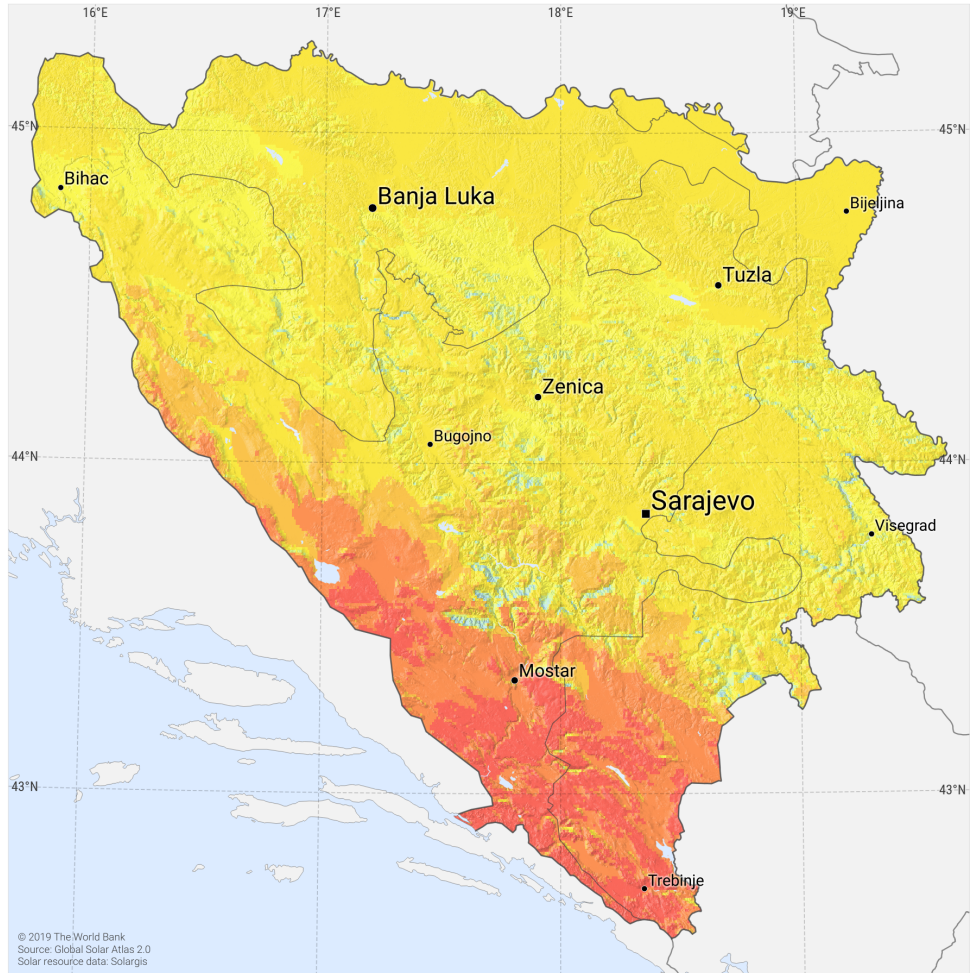 16°E
17°E
18°E
19°E
45°N
45°N
Bihac
Banja Luka
Bijeljina
Tuzla
Zenica
Bugojno
44°N
44°N
Sarajevo
Visegrad
Mostar
43°N
43°N
Trebinje
© 2019 The World Bank
Source: Global Solar Atlas 2.0
Solar resource data: Solargis